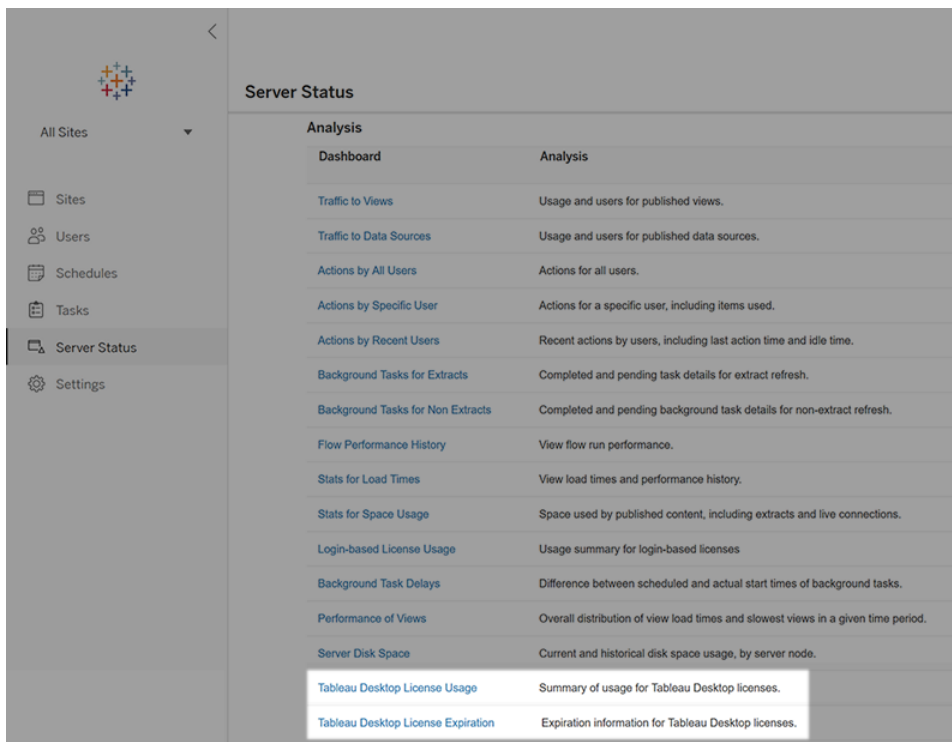 Server Status
All Sites
Sites
Users
Schedules
Tasks
Server Status
Settings
Analysis
Dashboard Analysis
Traffic to Views Usage and users for published views.
Traffic to Data Sources Usage and users for published data sources.
Actions by All Users Actions for all users.
Actions by Specific User Actions for a specific user, including items used.
Actions by Recent Users Recent actions by users, including last action time and idle time.
Background Tasks for Extracts Completed and pending task details for extract refresh.
Background Tasks for Non Extracts Completed and pending background task details for non-extract refresh.
Flow Performance History View flow run performance.
Stats for Load Times View load times and performance history.
Stats for Space Usage Space used by published content, including extracts and live connections.
Login-based License Usage Usage summary for login-based licenses
Background Task Delays Difference between scheduled and actual start times of background tasks.
Performance of Views Overall distribution of view load times and slowest views in a given time period.
Server Disk Space Current and historical disk space usage, by server node.
Tableau Desktop License Usage Summary of usage for Tableau Desktop licenses.
Tableau Desktop License Expiration Expiration information for Tableau Desktop licenses.